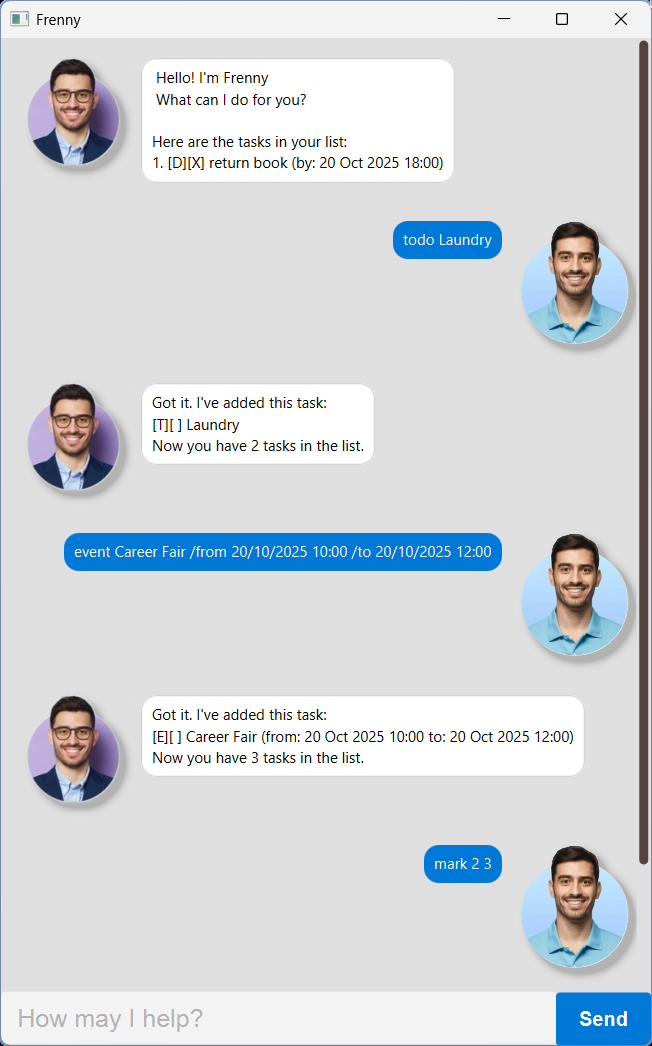 Frenny
Hello! I'm Frenny
What can I do for you?
Here are the tasks in your list:
1. [D][X] return book (by: 20 Oct 2025 18:00)
todo Laundry
Got it. I've added this task:
[T][ ] Laundry
Now you have 2 tasks in the list.
event Career Fair /from 20/10/2025 10:00 /to 20/10/2025 12:00
Got it. I've added this task:
[E][ ] Career Fair (from: 20 Oct 2025 10:00 to: 20 Oct 2025 12:00)
Now you have 3 tasks in the list.
mark 2 3
How may I help?
Send